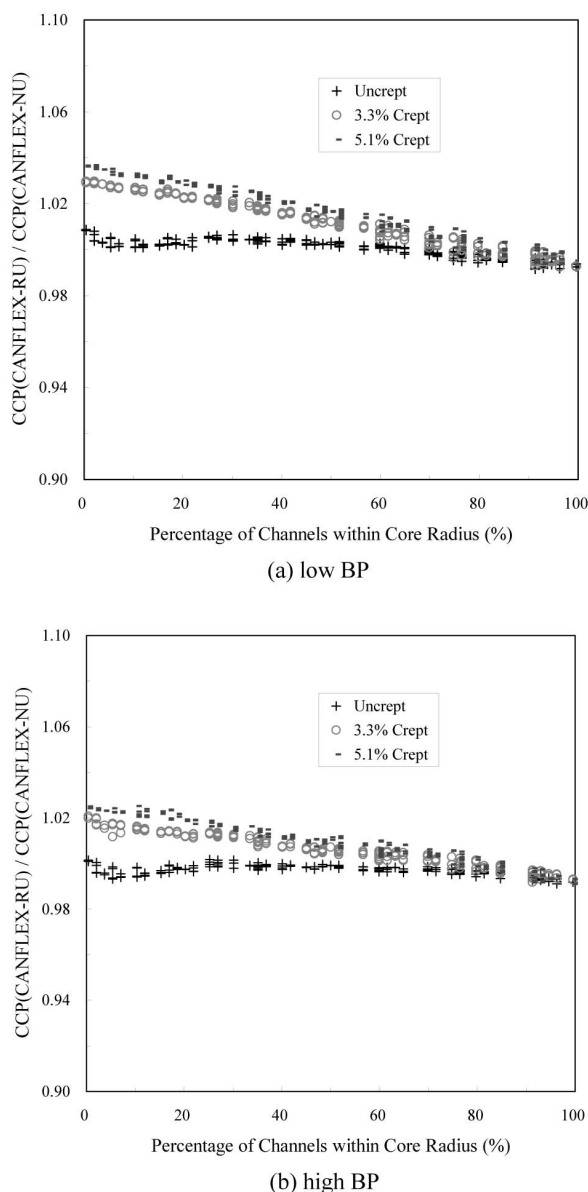 1.10
1.06
1.02
0.98
0.94
0.90
CCP(CANFLEX-RU) / CCP(CANFLEX-NU)
Uncrept
3.3% Crept
5.1% Crept
0 20 40 60 80 100
Percentage of Channels within Core Radius (%)
(a) low BP
1.10
1.06
1.02
0.98
0.94
0.90
CCP(CANFLEX-RU) / CCP(CANFLEX-NU)
Uncrept
3.3% Crept
5.1% Crept
0 20 40 60 80 100
Percentage of Channels within Core Radius (%)
(b) high BP